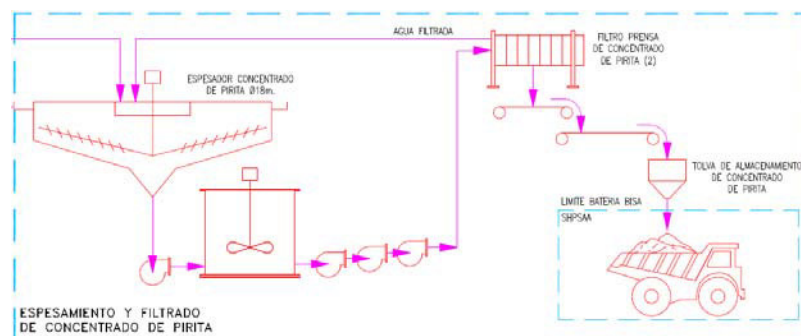 AGUA FILTRADA
FILTRO PRENSA
DE CONCENTRADO
DE PIRITA (2)
ESPESADOR CONCENTRADO
DE PIRITA Ø18m.
TOLVA DE ALMACENAMIENTO
DE CONCENTRADO
DE PIRITA
LIMITE BATERIA BISA
SHPSAA
ESPESAMIENTO Y FILTRADO
DE CONCENTRADO DE PIRITA